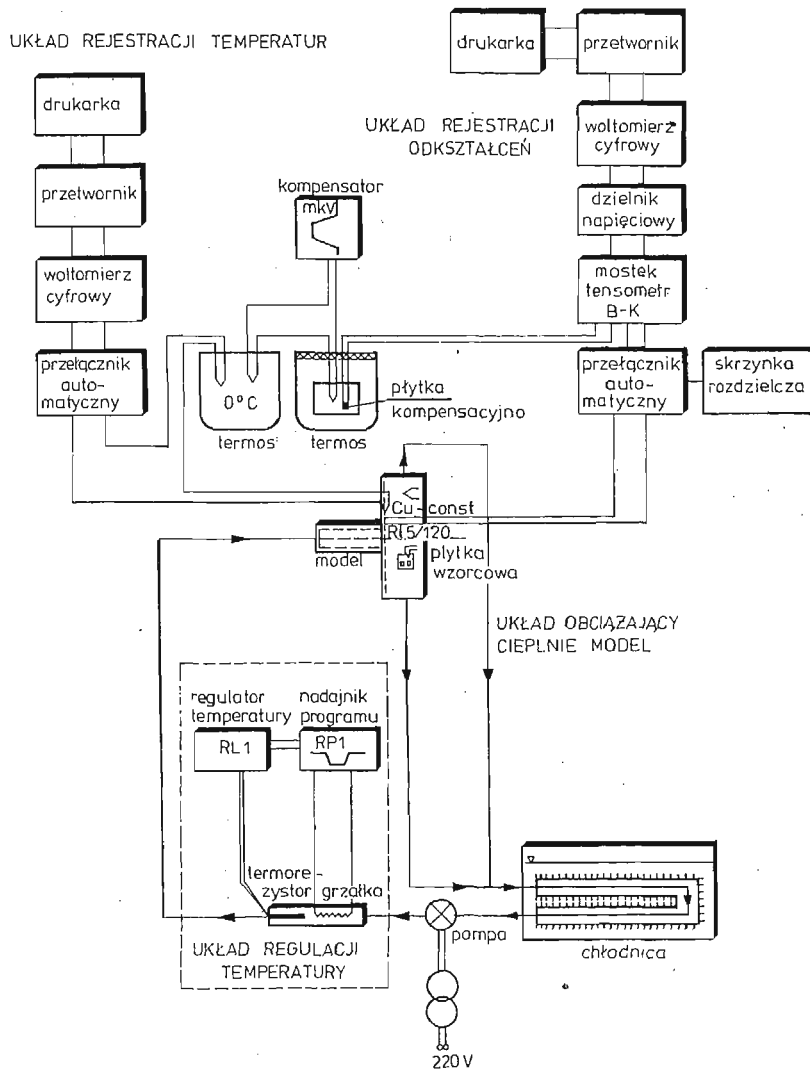 UKŁAD REJESTRACJI TEMPERATUR
drukarka
przetwornik
woltomierz
cyfrowy
przełącznik
auto-
matyczny
kompensator
mkV
0°C
termos
termos
płytka
kompensacyjno
drukarka
przetwornik
UKŁAD REJESTRACJI
ODKSZTAŁCEŃ
woltomierz
cyfrowy
dzielnik
napięciowy
mostek
tensometr
B-K
przełącznik
auto-
matyczny
skrzynka
rozdzielcza
Cu-const
RL5/120
płytka
wzorcowa
model
UKŁAD OBCIĄŻAJĄCY
CIEPLNIE MODEL
regulator
temperatury
nadajnik
programu
RL1
RP1
termore-
zystor grzałka
UKŁAD REGULACJI
TEMPERATURY
pompa
chłodnica
220V